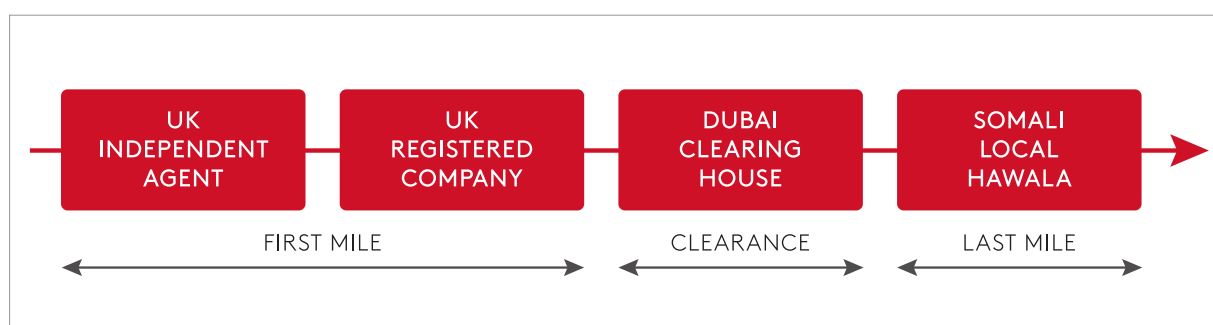 UK
INDEPENDENT
AGENT
UK
REGISTERED
COMPANY
DUBAI
CLEARING
HOUSE
SOMALI
LOCAL
HAWALA
FIRST MILE
CLEARANCE
LAST MILE